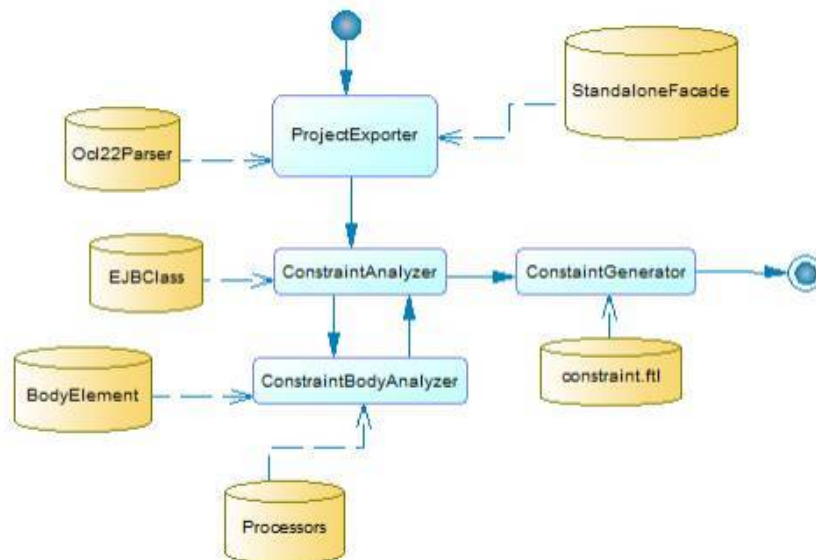 StandaloneFacade
ProjectExporter
Ocl22Parser
EJBClass
ConstraintAnalyzer
ConstaintGenerator
BodyElement
ConstraintBodyAnalyzer
constraint.ftl
Processors